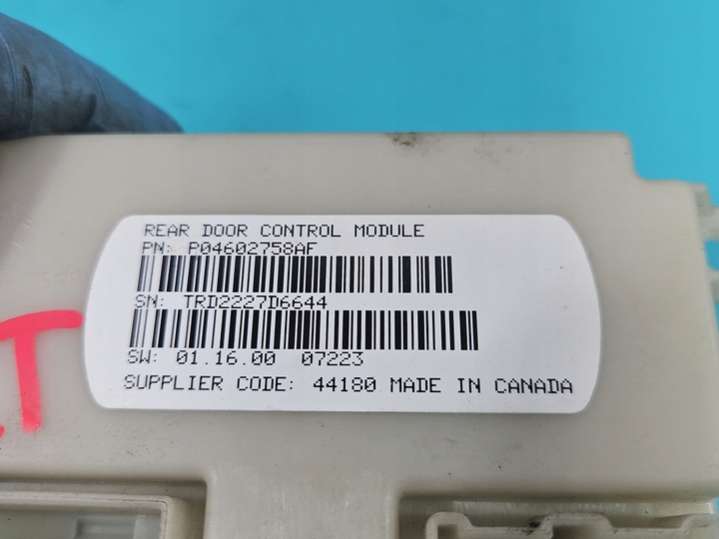 REAR DOOR CONTROL MODULE
PN: P04602758AF
SN: TRD2227D6644
SW: 01.16.00 07223
SUPPLIER CODE: 44180 MADE IN CANADA
T